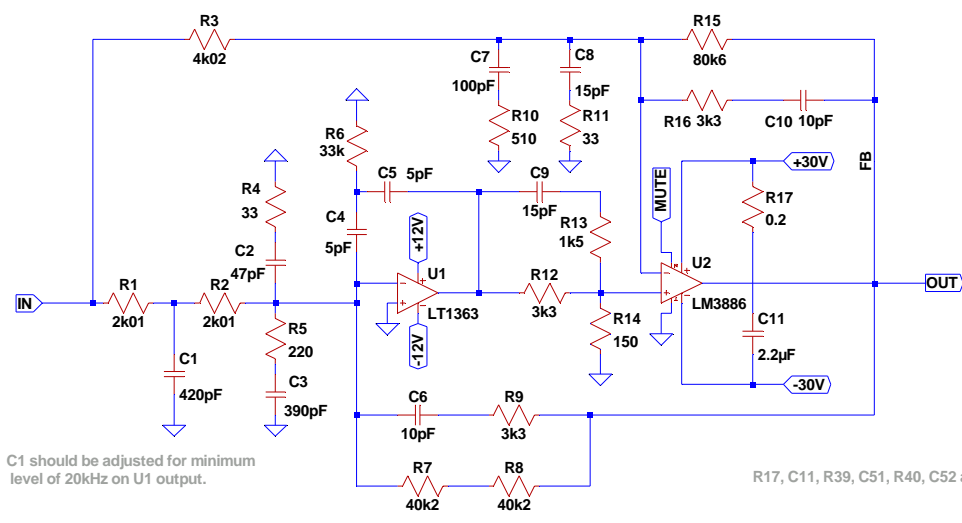 R3
4k02
R15
80k6
C7
100pF
C8
15pF
R10
510
R11
33
R16
3k3
C10
10pF
FB
+30V
R6
33k
C5
5pF
C9
15pF
R13
1k5
MUTE
R17
0.2
R4
33
C4
5pF
C2
47pF
+12V
U1
LT1363
-12V
R12
3k3
U2
LM3886
IN
R1
2k01
R2
2k01
OUT
R5
220
R14
150
C11
2.2µF
C1
420pF
C3
390pF
-30V
C6
10pF
R9
3k3
R7
40k2
R8
40k2
C1 should be adjusted for minimum
level of 20kHz on U1 output.
R17, C11, R39, C51, R40, C52 a